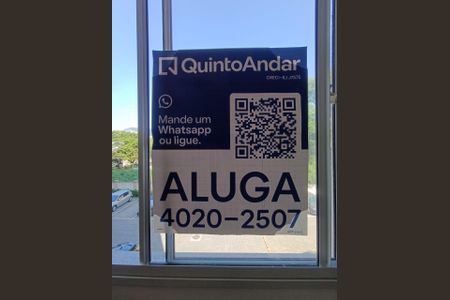 QuintoAndar
Mande um
Whatsapp
ou ligue.
ALUGA
4020-2507